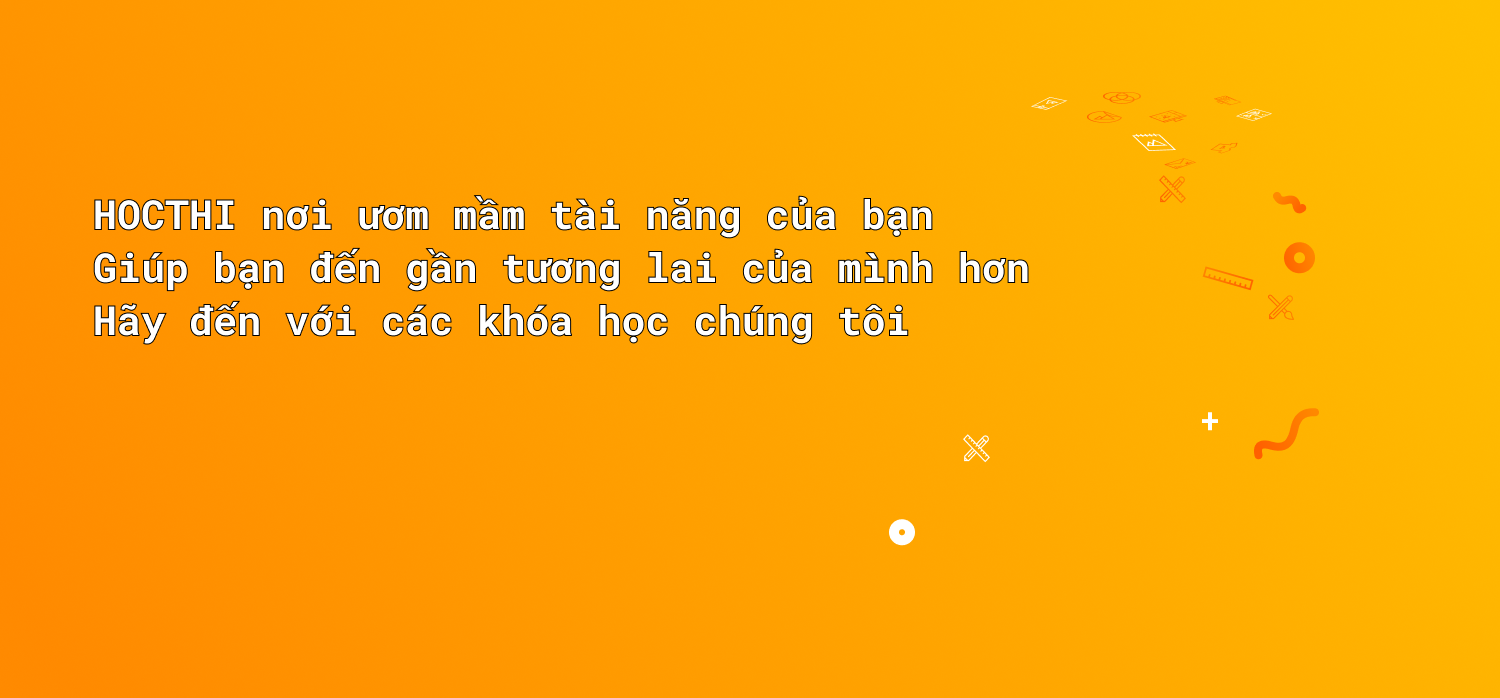 HOCTHI nơi ươm mầm tài năng của bạn
Giúp bạn đến gần tương lai của mình hơn
Hãy đến với các khóa học chúng tôi